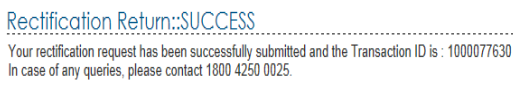 Rectification Return::SUCCESS
Your rectification request has been successfully submitted and the Transaction ID is : 1000077630
In case of any queries, please contact 1800 4250 0025.